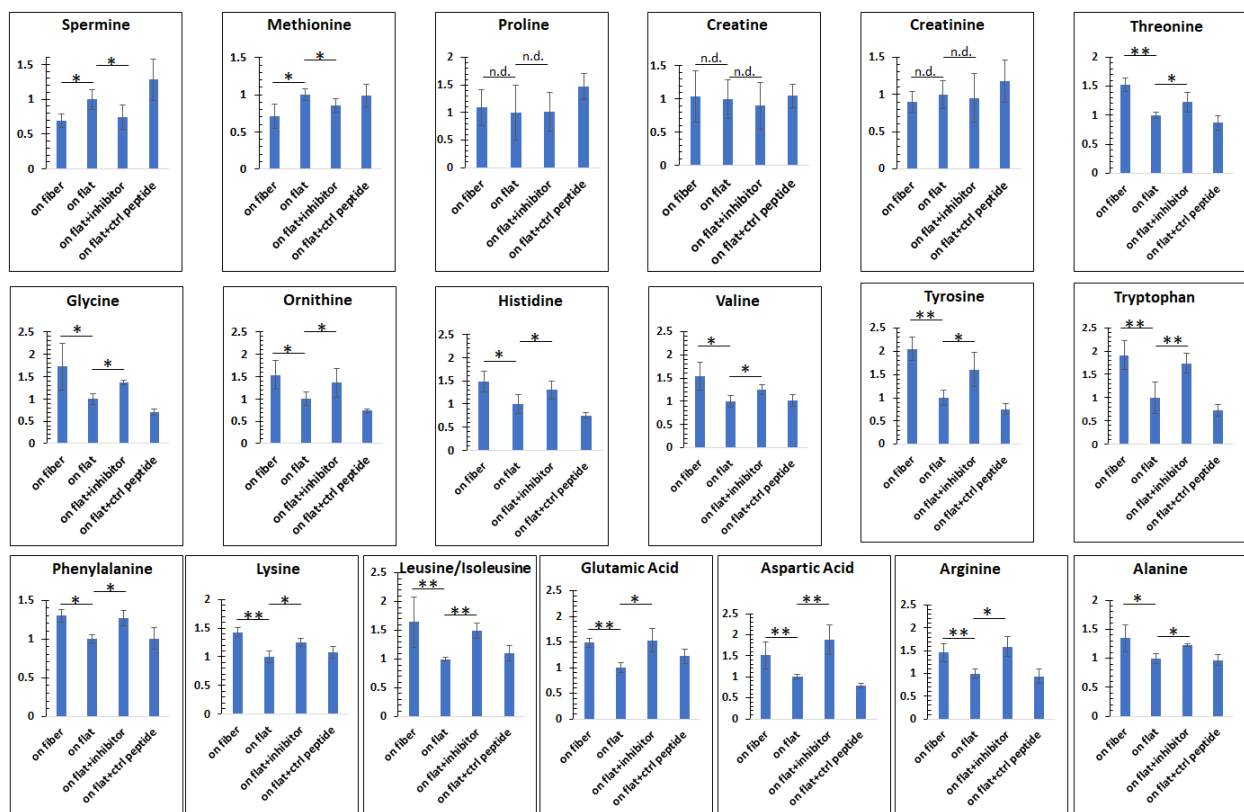 Spermine
* *
1.5
1
0.5
0
on fiber
on flat
on flat+inhibitor
on flat+ctrl peptide
Methionine
* *
1.5
1
0.5
0
on fiber
on flat
on flat+inhibitor
on flat+ctrl peptide
Proline
n.d. n.d.
2
1.5
1
0.5
0
on fiber
on flat
on flat+inhibitor
on flat+ctrl peptide
Creatine
n.d. n.d.
1.5
1
0.5
0
on fiber
on flat
on flat+inhibitor
on flat+ctrl peptide
Creatinine
n.d. n.d.
1.5
1
0.5
0
on fiber
on flat
on flat+inhibitor
on flat+ctrl peptide
Threonine
** *
2
1.5
1
0.5
0
on fiber
on flat
on flat+inhibitor
on flat+ctrl peptide
Glycine
* *
2.5
2
1.5
1
0.5
0
on fiber
on flat
on flat+inhibitor
on flat+ctrl peptide
Ornithine
* *
2.5
2
1.5
1
0.5
0
on fiber
on flat
on flat+inhibitor
on flat+ctrl peptide
Histidine
* *
2.5
2
1.5
1
0.5
0
on fiber
on flat
on flat+inhibitor
on flat+ctrl peptide
Valine
* *
2.5
2
1.5
1
0.5
0
on fiber
on flat
on flat+inhibitor
on flat+ctrl peptide
Tyrosine
** *
2.5
2
1.5
1
0.5
0
on fiber
on flat
on flat+inhibitor
on flat+ctrl peptide
Tryptophan
** **
2.5
2
1.5
1
0.5
0
on fiber
on flat
on flat+inhibitor
on flat+ctrl peptide
Phenylalanine
* *
1.5
1
0.5
0
on fiber
on flat
on flat+inhibitor
on flat+ctrl peptide
Lysine
** *
2
1.5
1
0.5
0
on fiber
on flat
on flat+inhibitor
on flat+ctrl peptide
Leusine/Isoleusine
** **
2.5
2
1.5
1
0.5
0
on fiber
on flat
on flat+inhibitor
on flat+ctrl peptide
Glutamic Acid
** *
2.5
2
1.5
1
0.5
0
on fiber
on flat
on flat+inhibitor
on flat+ctrl peptide
Aspartic Acid
** **
2.5
2
1.5
1
0.5
0
on fiber
on flat
on flat+inhibitor
on flat+ctrl peptide
Arginine
** *
2.5
2
1.5
1
0.5
0
on fiber
on flat
on flat+inhibitor
on flat+ctrl peptide
Alanine
* *
2
1.5
1
0.5
0
on fiber
on flat
on flat+inhibitor
on flat+ctrl peptide